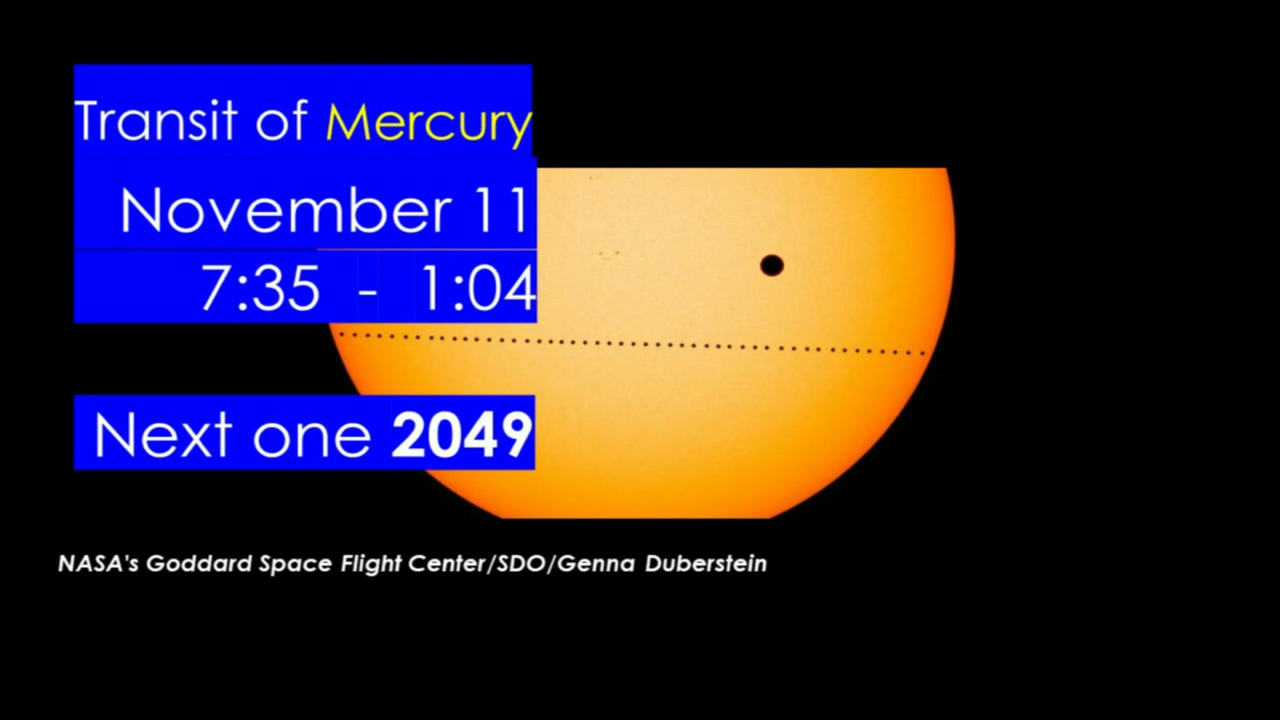 Transit of Mercury
November 11
7:35 - 1:04
Next one 2049
NASA's Goddard Space Flight Center/SDO/Genna Duberstein